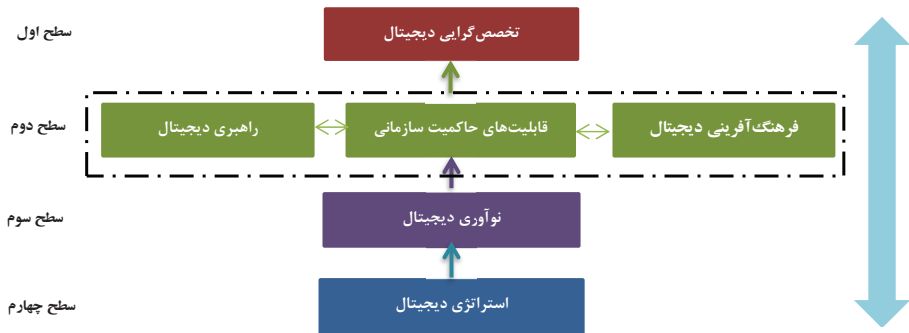 سطح اول
تخصص‌گرایی دیجیتال
سطح دوم
فرهنگ‌آفرینی دیجیتال
قابلیت‌های حاکمیت سازمانی
راهبری دیجیتال
سطح سوم
نوآوری دیجیتال
سطح چهارم
استراتژی دیجیتال